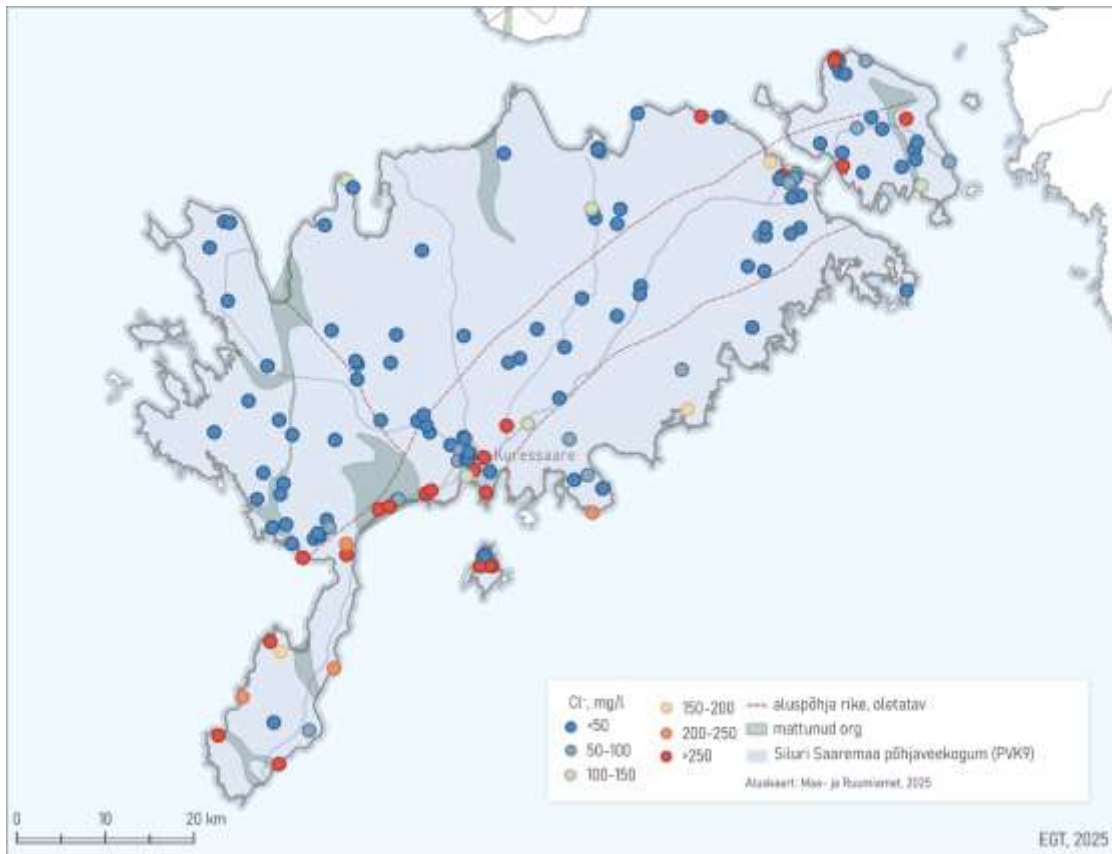 Kuressaare
Cl⁻, mg/l
<50
50-100
100-150
150-200
200-250
>250
aluspõhja rike, oletatav
mattunud org
Siluri Saaremaa põhjaveekogum (PVK9)
Aluskaart: Maa- ja Ruumiamet, 2025
0 10 20 km
EGT, 2025